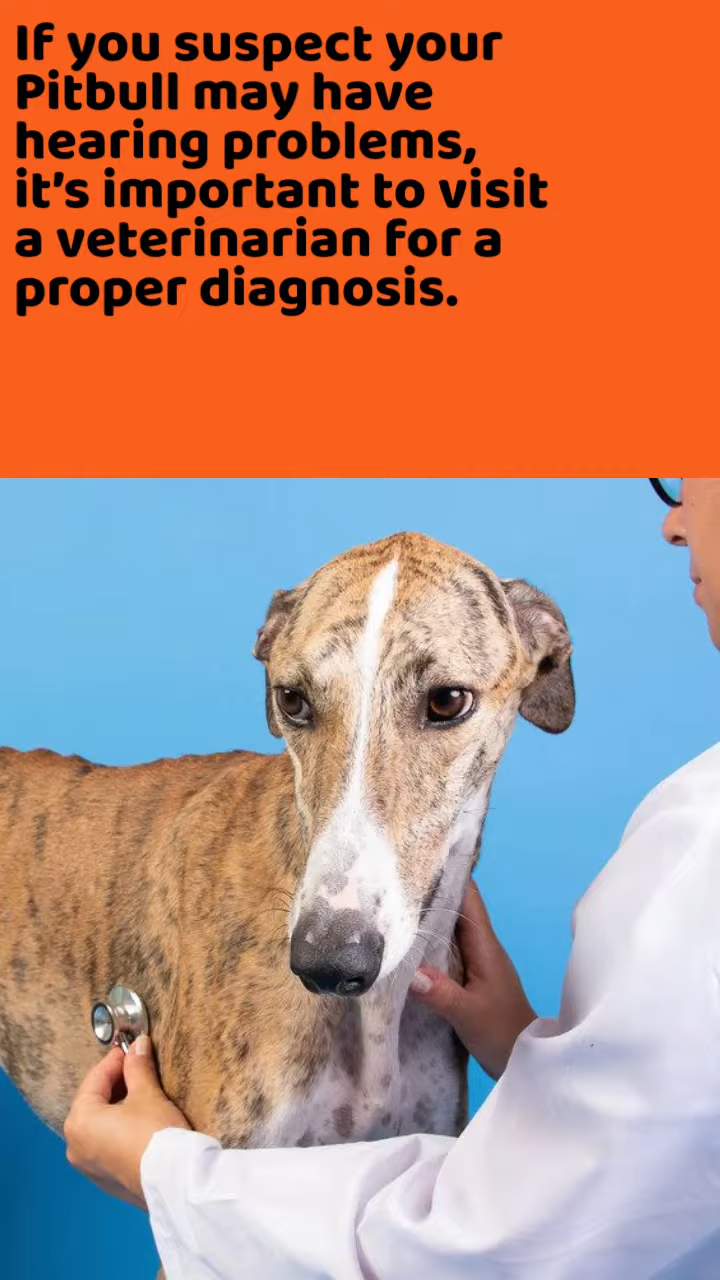 If you suspect your
Pitbull may have
hearing problems,
it's important to visit
a veterinarian for a
proper diagnosis.